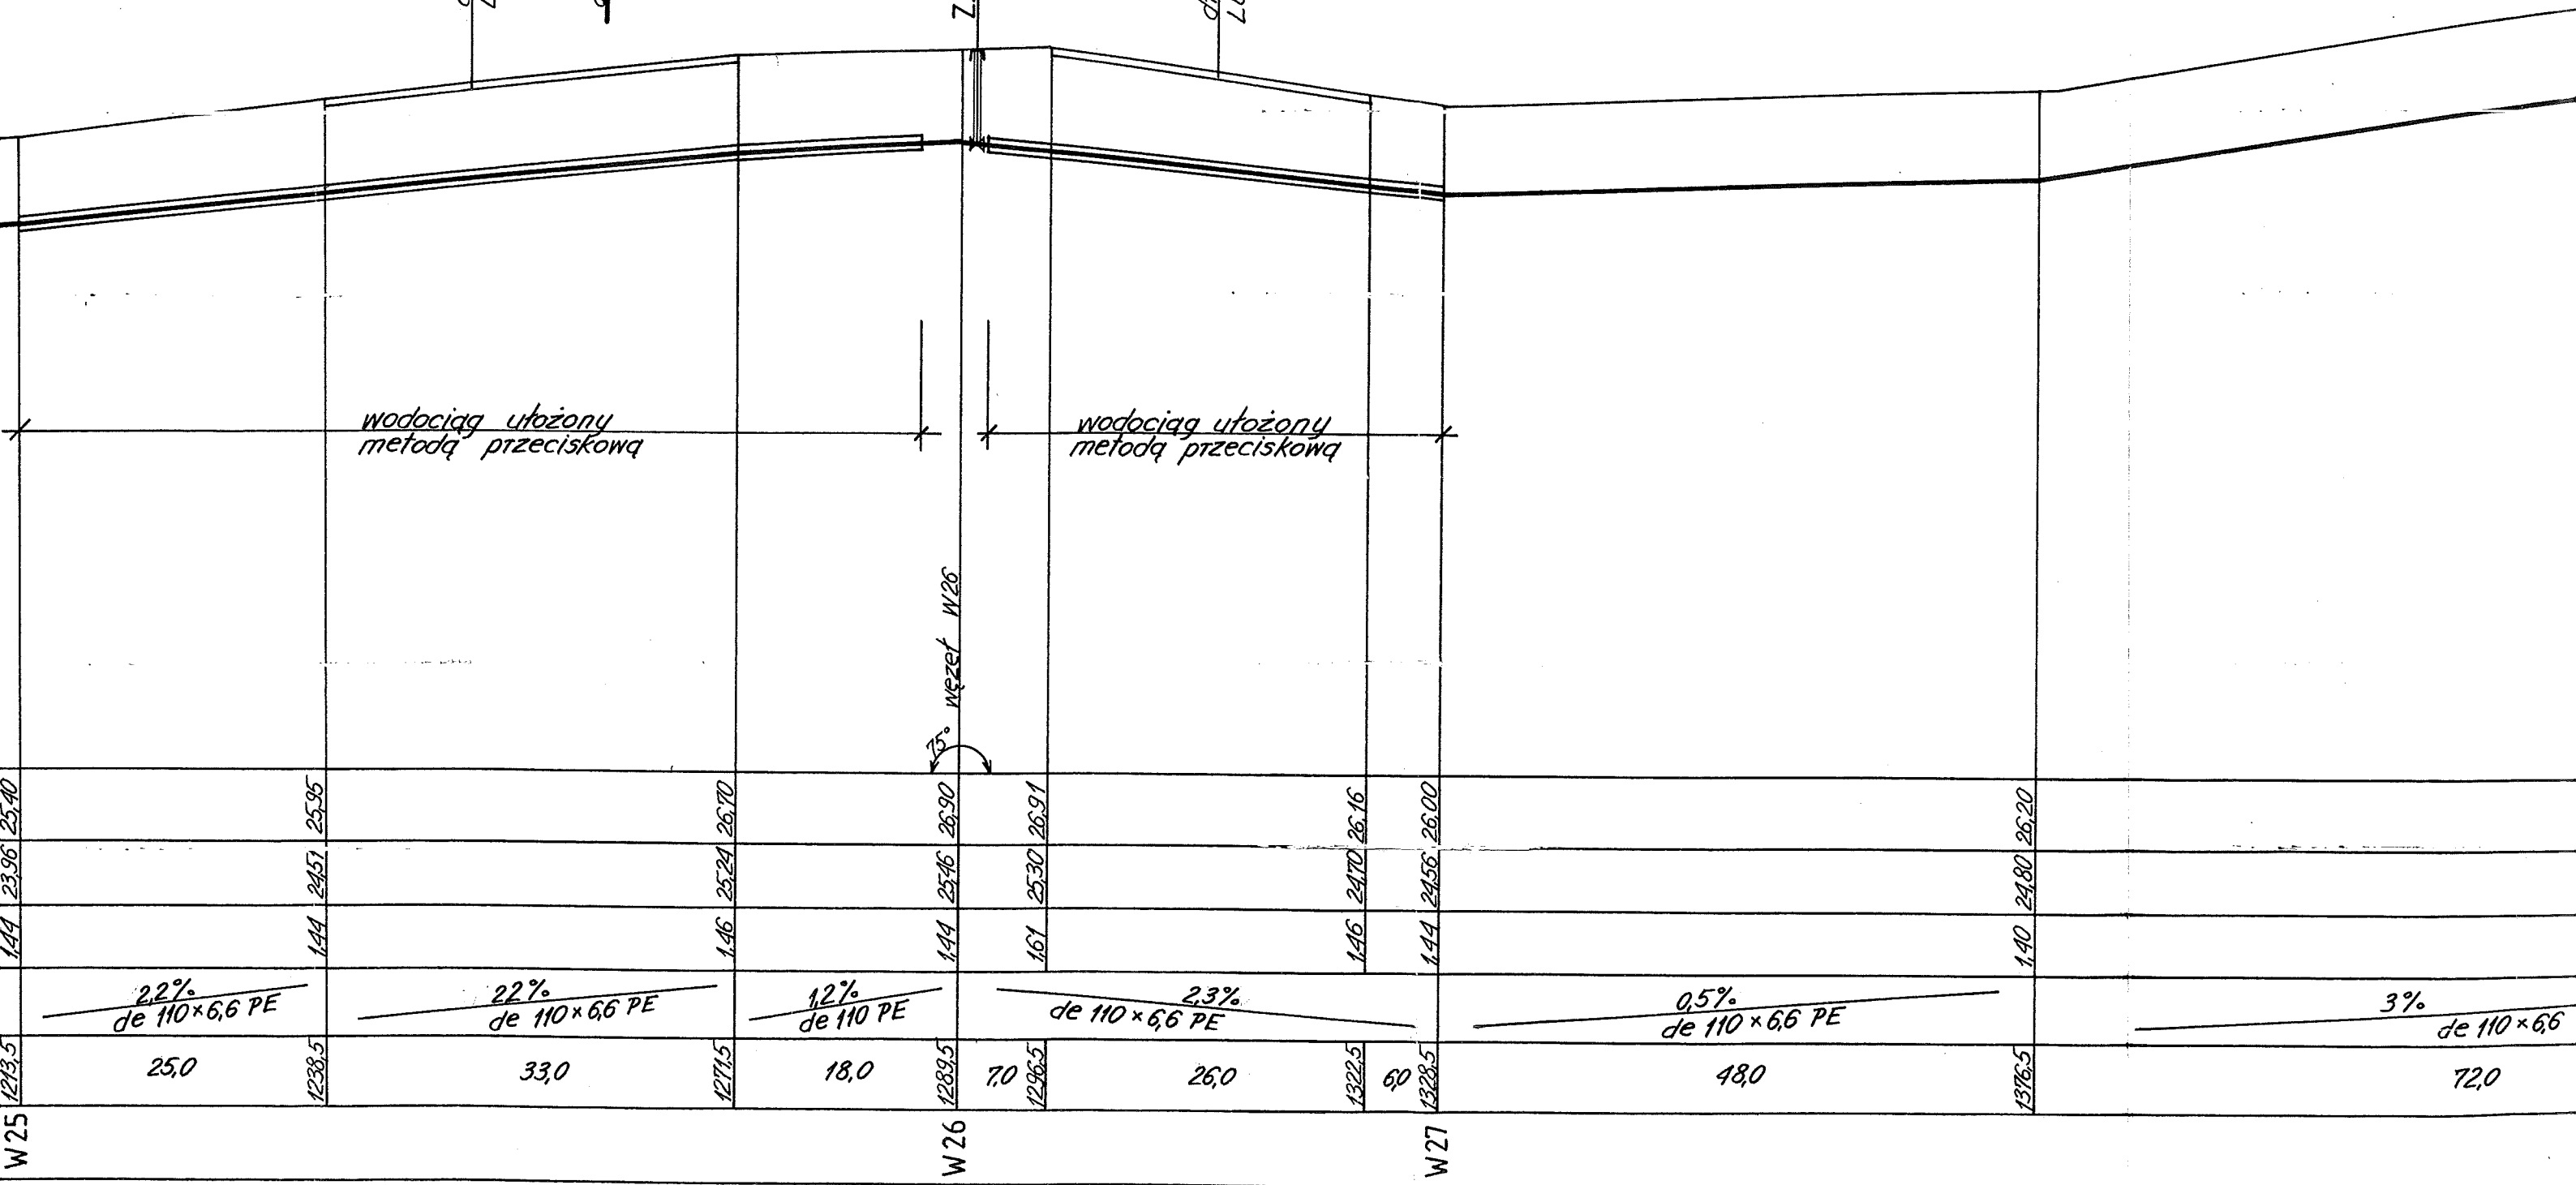 Z
wodociąg ułożony
metodą przeciskową
wodociąg ułożony
metodą przeciskową
węzeł W26
75°
25,40 25,95 26,70 26,90 26,91 26,16 26,00 26,20
23,96 24,51 25,24 25,46 25,30 24,70 24,56 24,80
1,44 1,44 1,46 1,44 1,61 1,46 1,44 1,40
2,2% 22% 1,2% 2,3% 0,5% 3%
de 110×6,6 PE de 110×6,6 PE de 110 PE de 110×6,6 PE de 110×6,6 PE de 110×6,6
1213,5 25,0 1238,5 33,0 1271,5 18,0 1289,5 7,0 1296,5 26,0 1322,5 6,0 1328,5 48,0 1376,5 72,0
W25 W26 W27